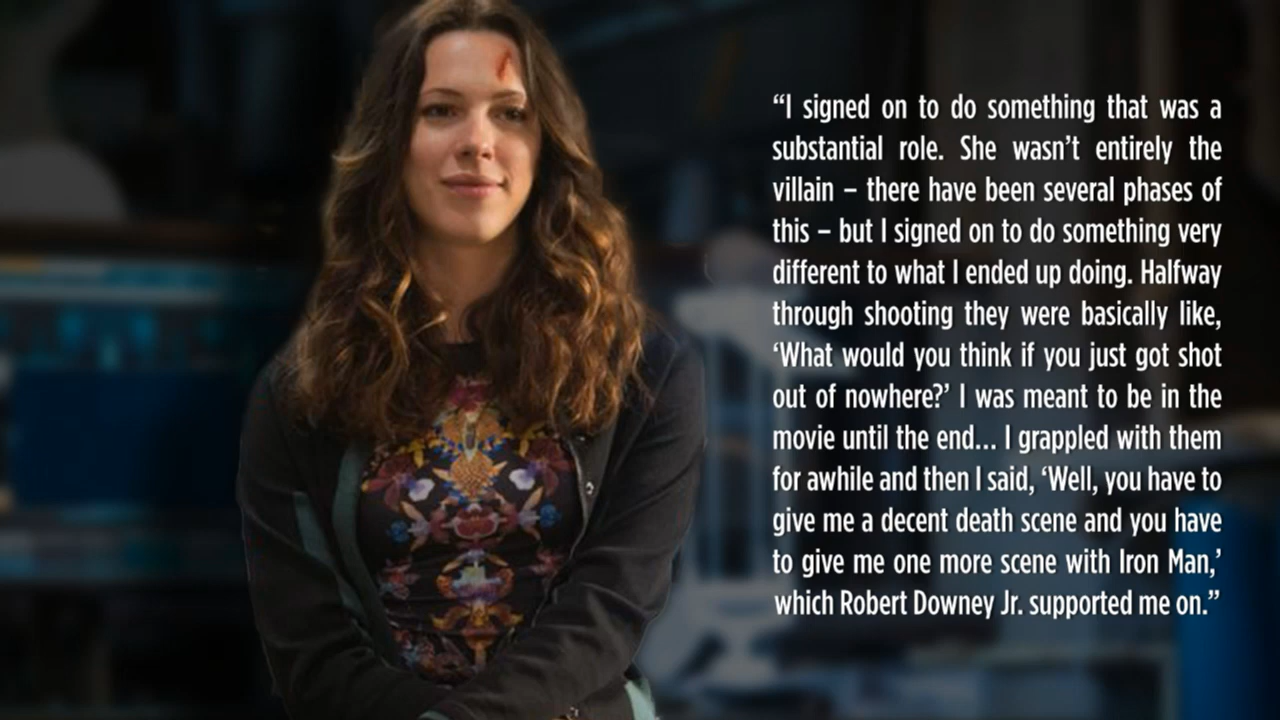 “I signed on to do something that was a
substantial role. She wasn’t entirely the
villain – there have been several phases of
this – but I signed on to do something very
different to what I ended up doing. Halfway
through shooting they were basically like,
‘What would you think if you just got shot
out of nowhere?’ I was meant to be in the
movie until the end... I grappled with them
for awhile and then I said, ‘Well, you have to
give me a decent death scene and you have
to give me one more scene with Iron Man,’
which Robert Downey Jr. supported me on.”